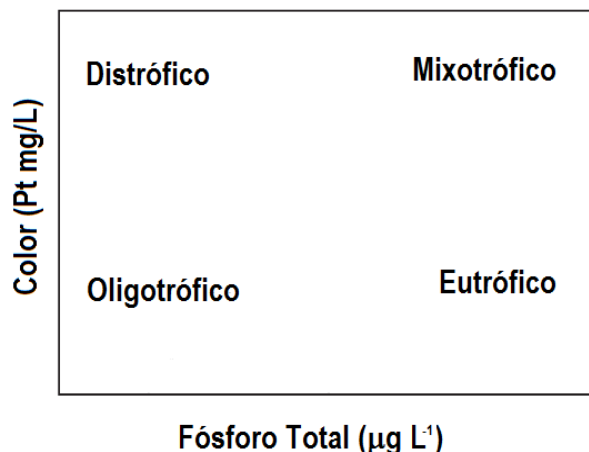 Distrófico
Mixotrófico
Color (Pt mg/L)
Oligotrófico
Eutrófico
Fósforo Total (µg L⁻¹)